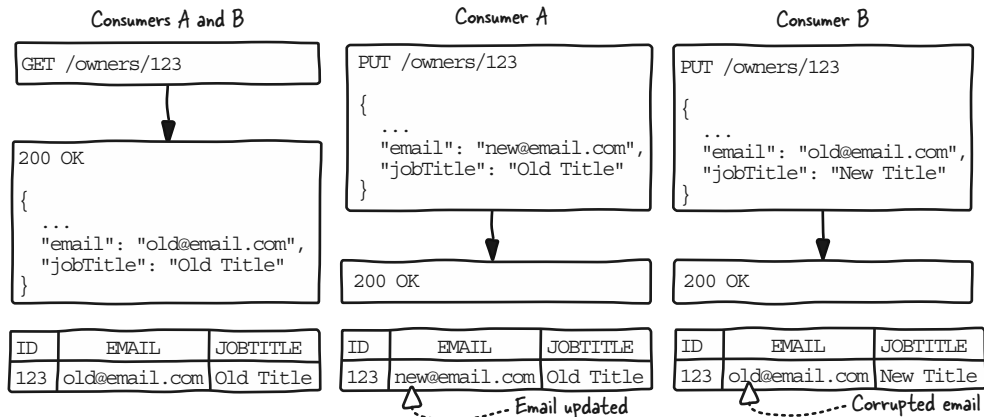 Consumers A and B
GET /owners/123
200 OK
{
...
"email": "old@email.com",
"jobTitle": "Old Title"
}
ID EMAIL JOBTITLE
123 old@email.com Old Title
Consumer A
PUT /owners/123
{
...
"email": "new@email.com",
"jobTitle": "Old Title"
}
200 OK
ID EMAIL JOBTITLE
123 new@email.com Old Title
Email updated
Consumer B
PUT /owners/123
{
...
"email": "old@email.com",
"jobTitle": "New Title"
}
200 OK
ID EMAIL JOBTITLE
123 old@email.com New Title
Corrupted email